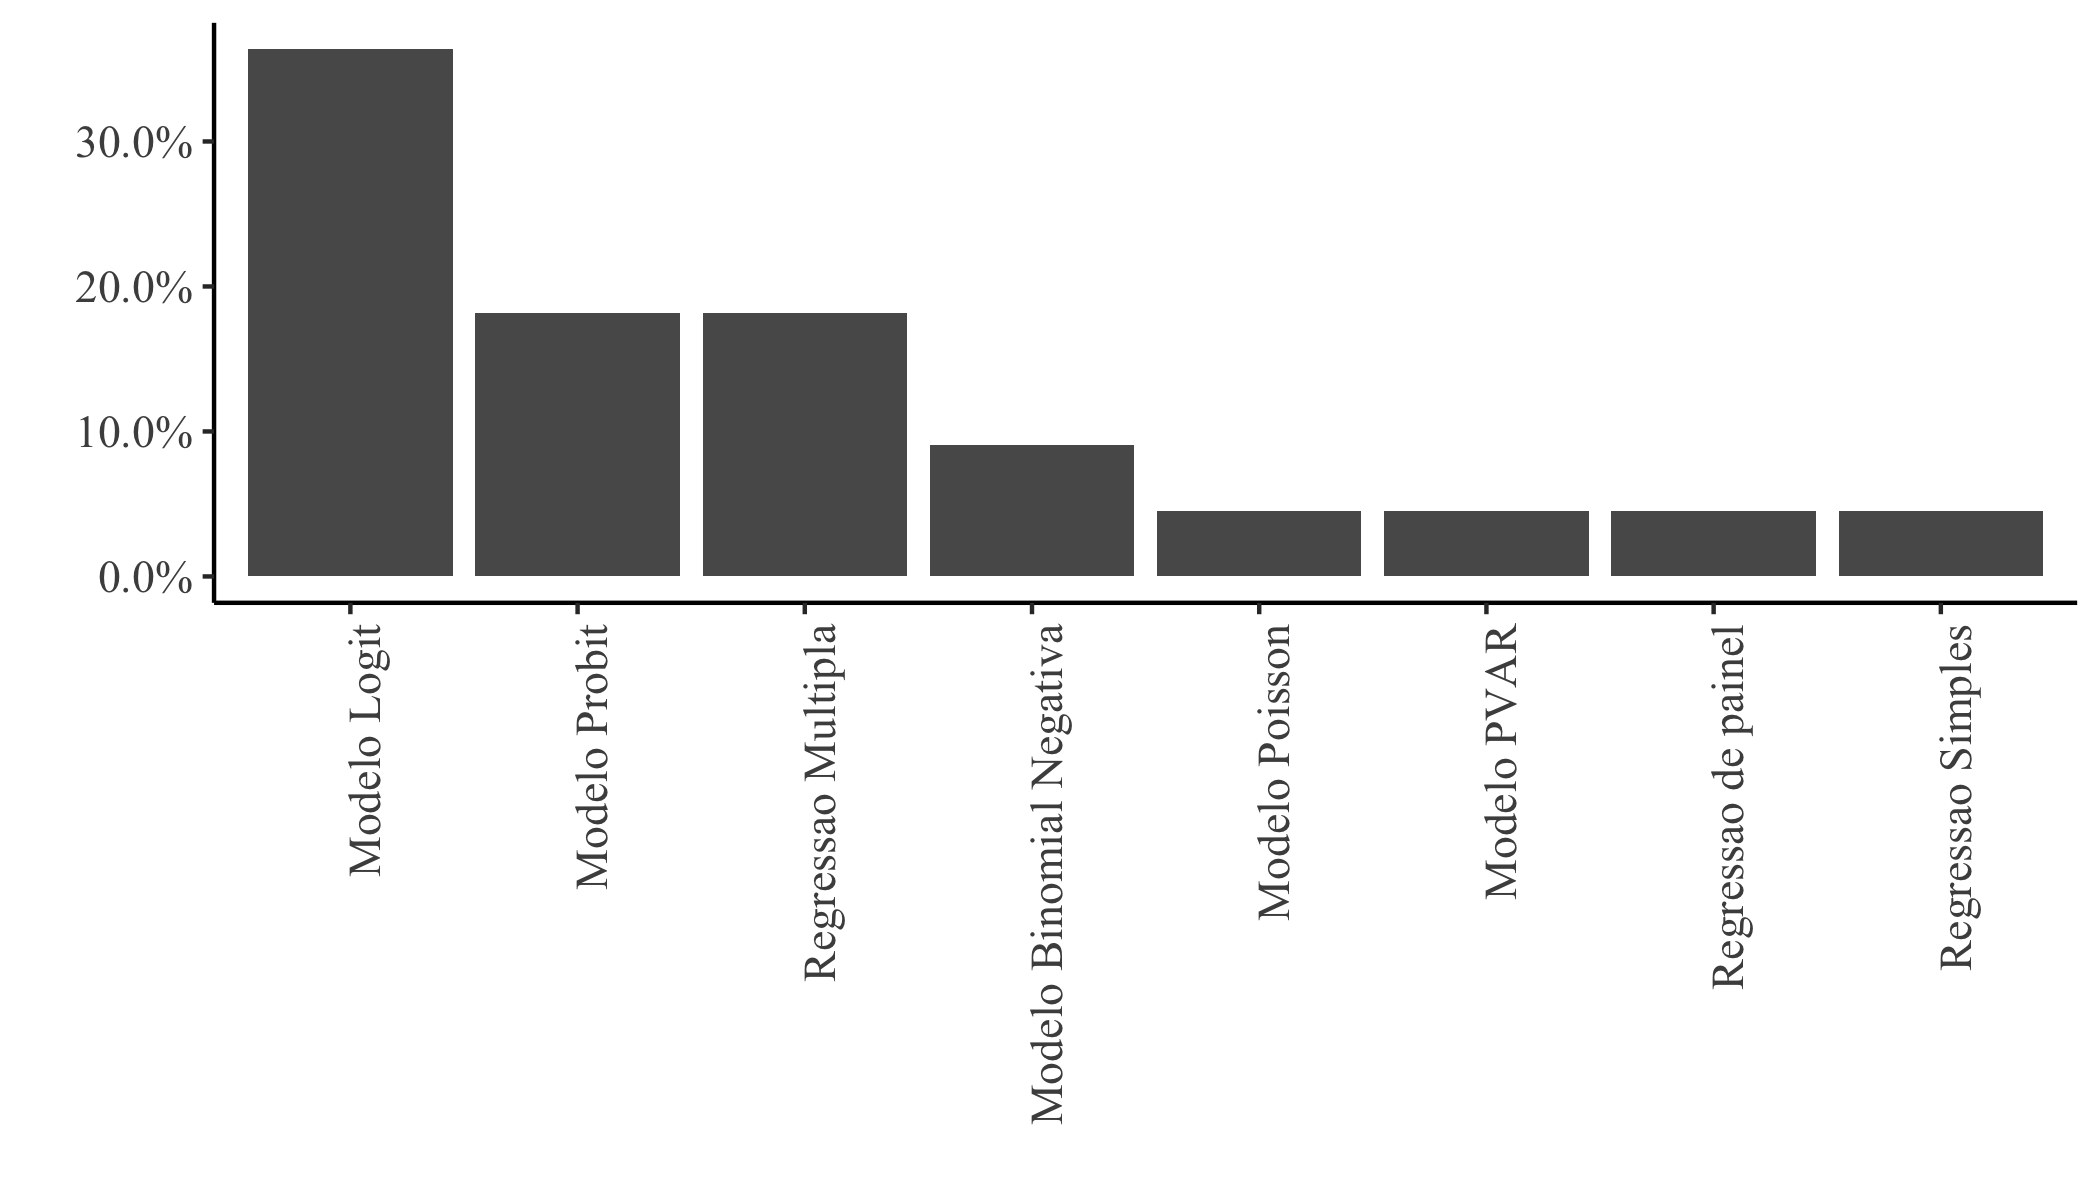 30.0%
20.0%
10.0%
0.0%
Modelo Logit
Modelo Probit
Regressao Multipla
Modelo Binomial Negativa
Modelo Poisson
Modelo PVAR
Regressao de painel
Regressao Simples